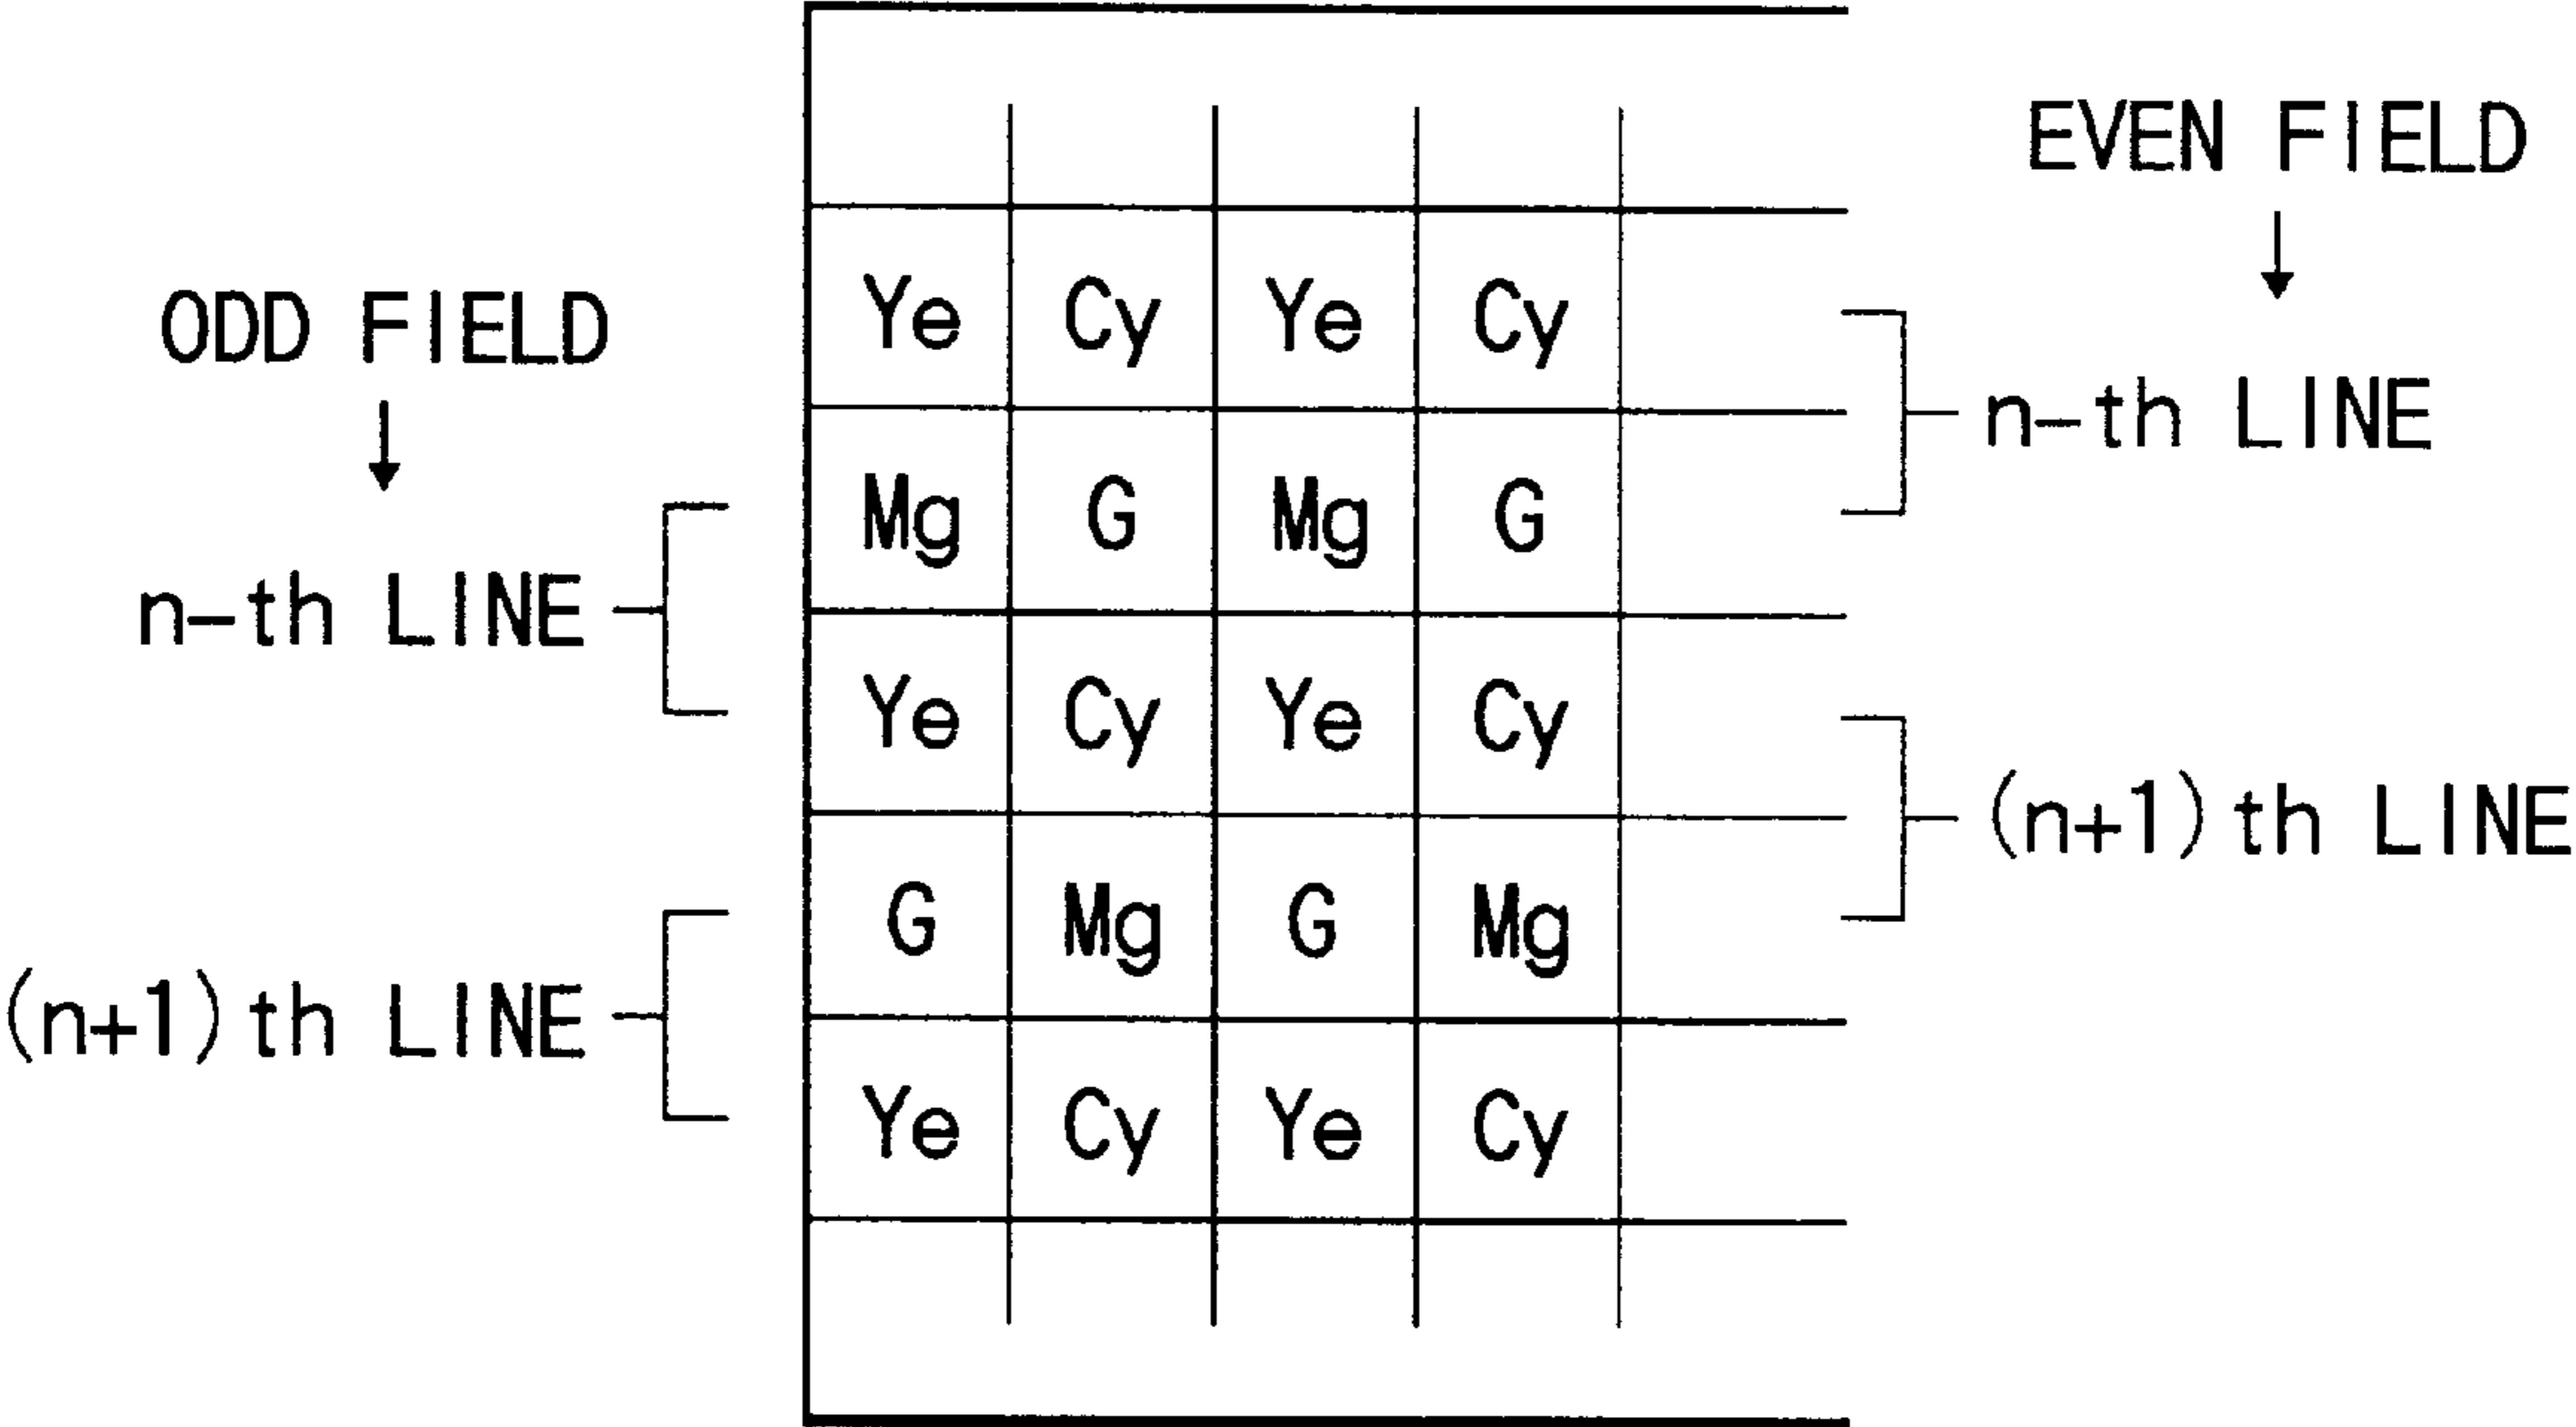 EVEN FIELD
ODD FIELD
Ye Cy Ye Cy
n-th LINE
Mg G Mg G
n-th LINE
Ye Cy Ye Cy
(n+1)th LINE
G Mg G Mg
(n+1)th LINE
Ye Cy Ye Cy